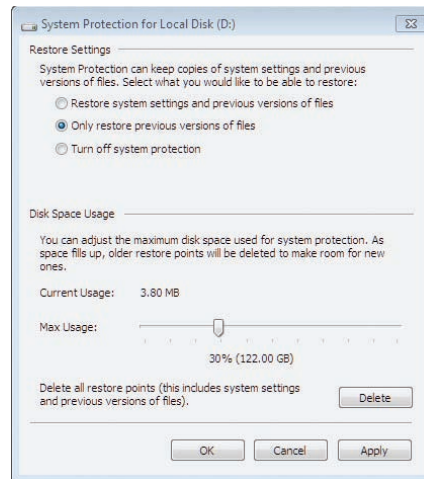 System Protection for Local Disk (D:)
Restore Settings
System Protection can keep copies of system settings and previous
versions of files. Select what you would like to be able to restore:
Restore system settings and previous versions of files
Only restore previous versions of files
Turn off system protection
Disk Space Usage
You can adjust the maximum disk space used for system protection. As
space fills up, older restore points will be deleted to make room for new
ones.
Current Usage: 3.80 MB
Max Usage:
30% (122.00 GB)
Delete all restore points (this includes system settings
and previous versions of files).
Delete
OK Cancel Apply